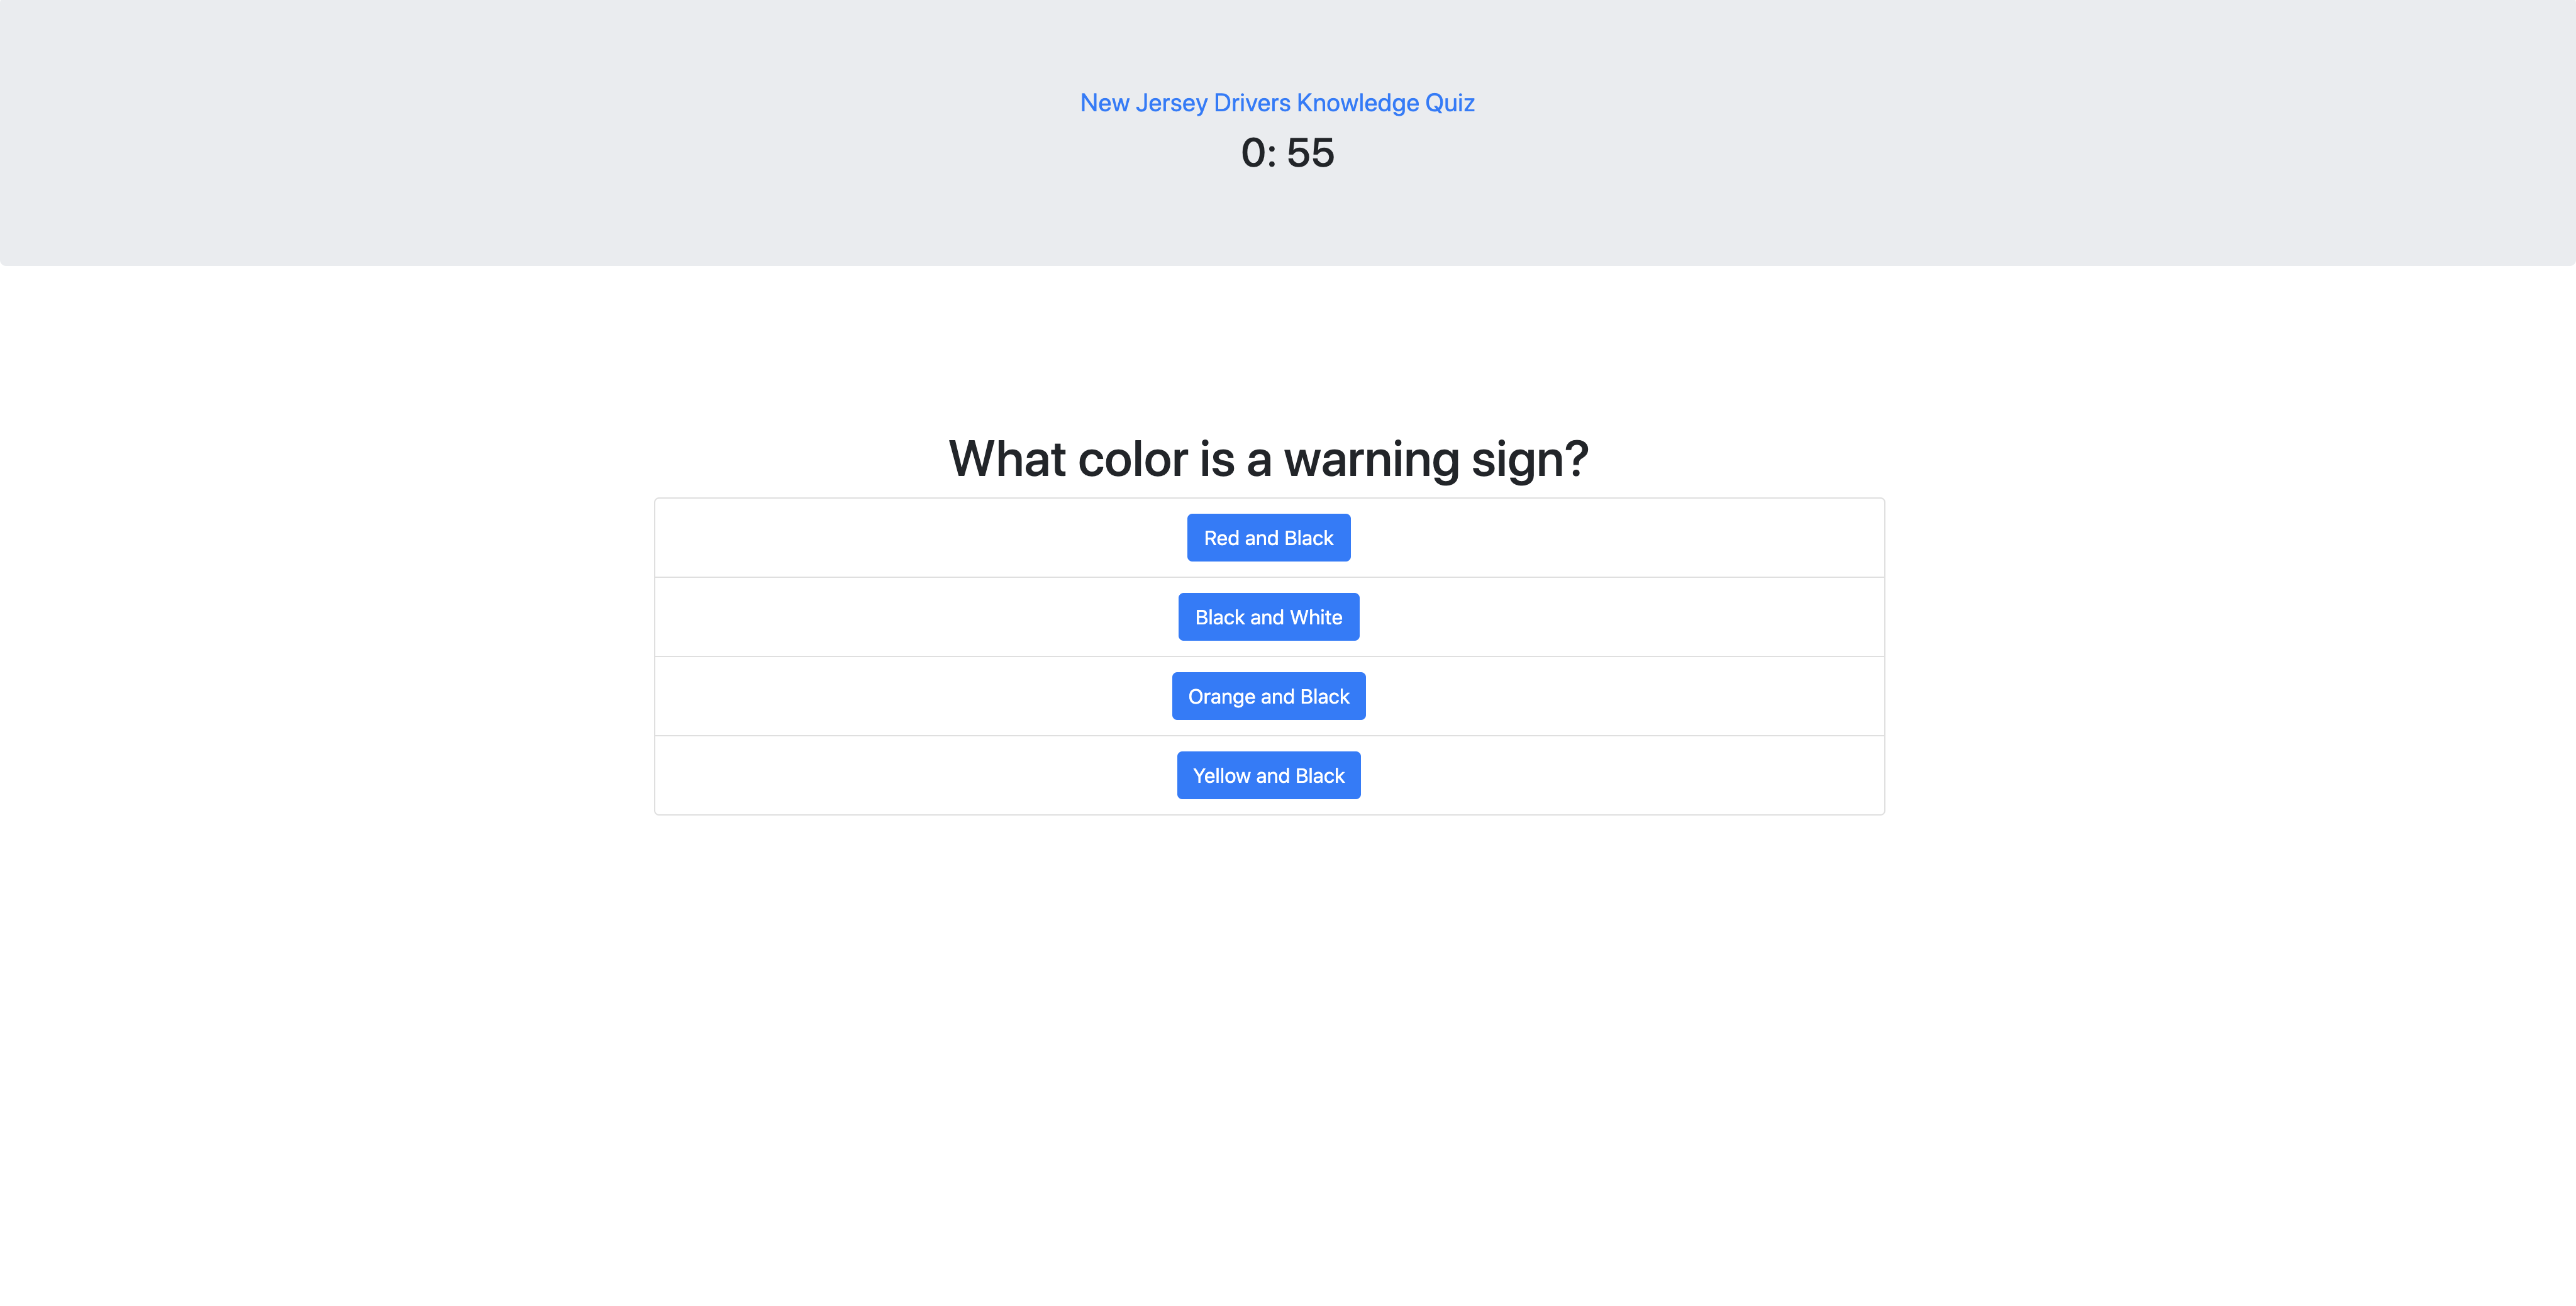 New Jersey Drivers Knowledge Quiz
0: 55
What color is a warning sign?
Red and Black
Black and White
Orange and Black
Yellow and Black